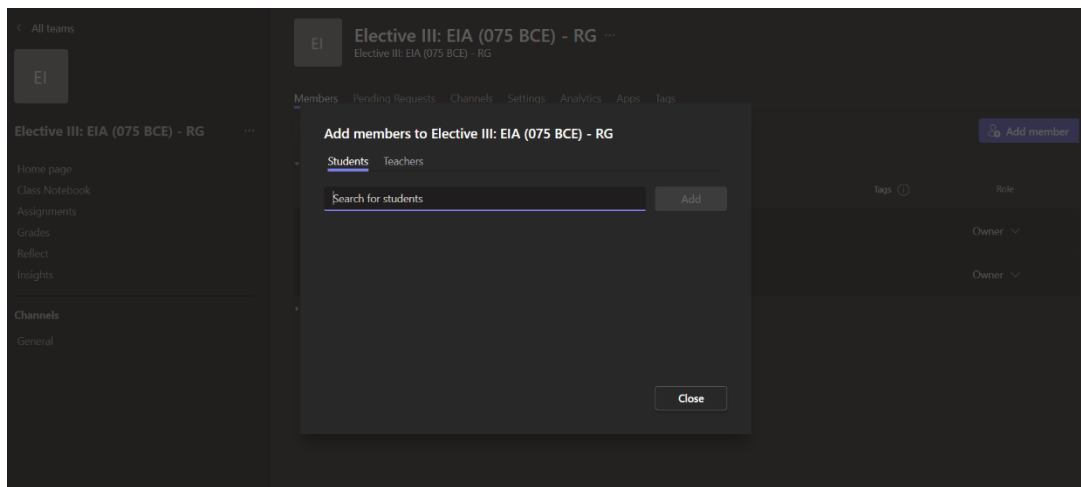 All teams
EI
Elective III: EIA (075 BCE) - RG ...
Home page
Class Notebook
Assignments
Grades
Reflect
Insights
Channels
General
EI
Elective III: EIA (075 BCE) - RG ...
Elective III: EIA (075 BCE) - RG
Members Pending Requests Channels Settings Analytics Apps Tags
Add member
Tags Role
Owner
Owner
Add members to Elective III: EIA (075 BCE) - RG
Students Teachers
Search for students Add
Close